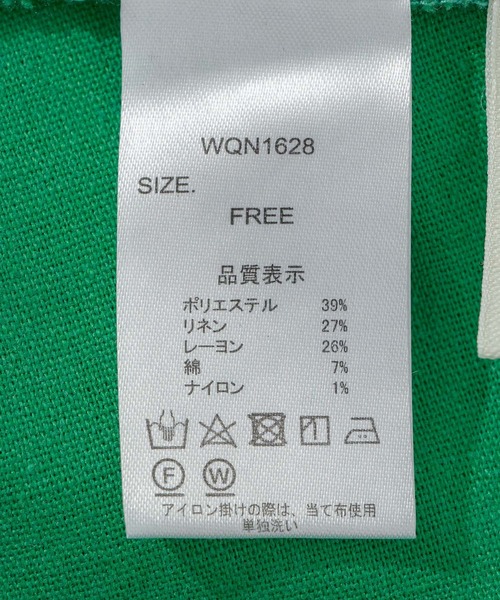 WQN1628
SIZE.
FREE
品質表示
ポリエステル 39%
リネン 27%
レーヨン 26%
綿 7%
ナイロン 1%
F W
アイロン掛けの際は、当て布使用
単独洗い